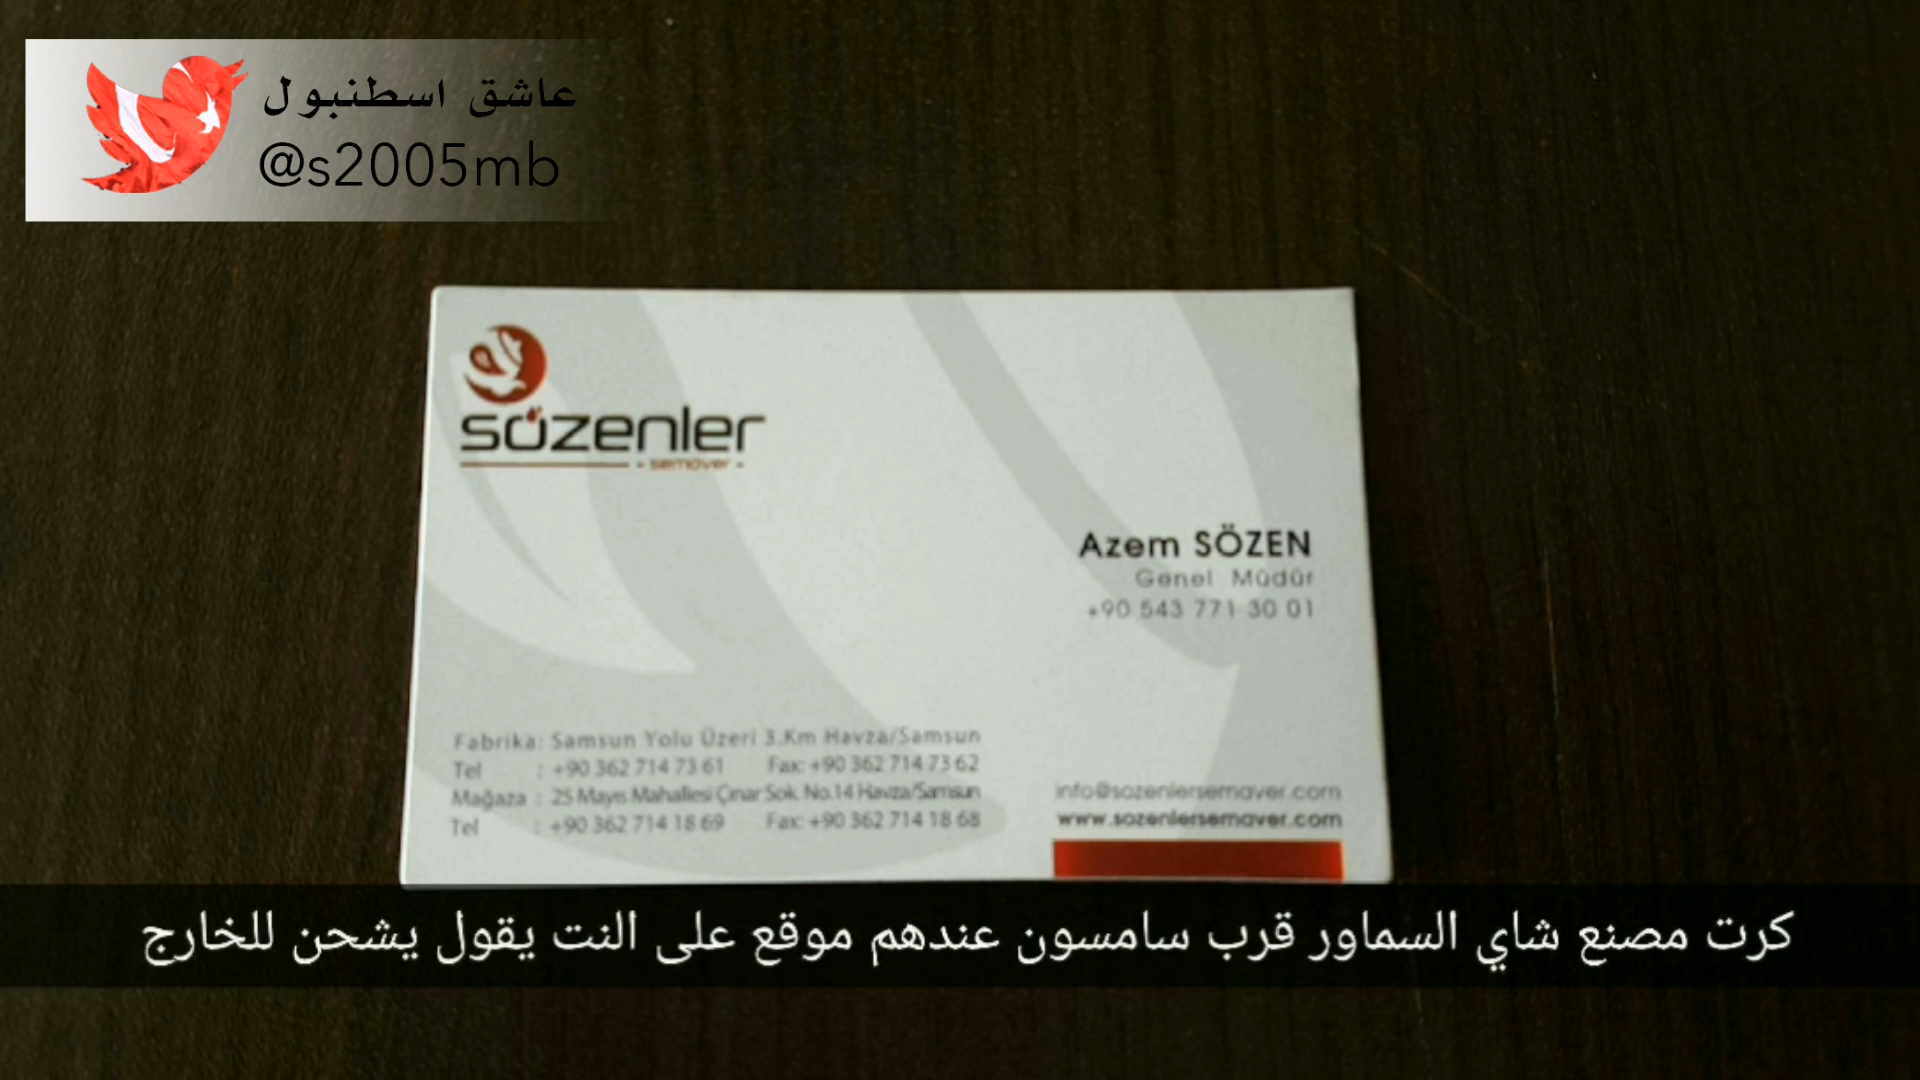 عاشق اسطنبول
@s2005mb
sözenler
- semaver -
Azem SÖZEN
Genel Müdür
+90 543 771 30 01
Fabrika: Samsun Yolu Üzeri 3.Km Havza/Samsun
Tel : +90 362 714 73 61 Fax: +90 362 714 73 62
Mağaza : 25 Mayıs Mahallesi Çınar Sok. No.14 Havza/Samsun
Tel : +90 362 714 18 69 Fax: +90 362 714 18 68
info@sozenlersemaver.com
www.sozenlersemaver.com
كرت مصنع شاي السماور قرب سامسون عندهم موقع على النت يقول يشحن للخارج